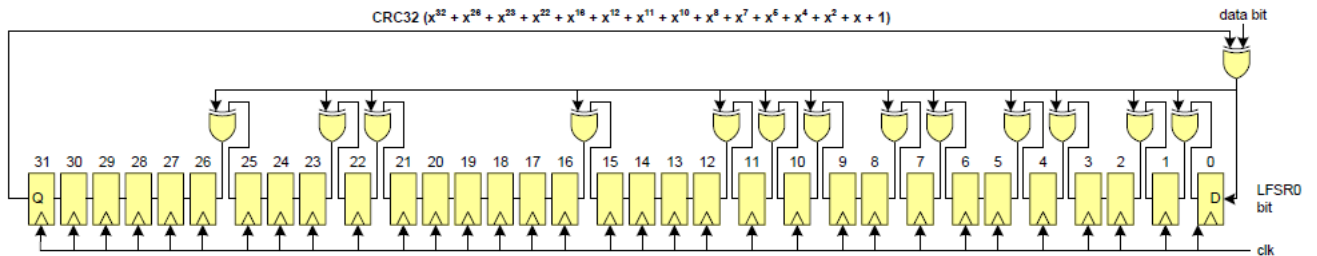 CRC32 (x³² + x²⁶ + x²³ + x²² + x¹⁶ + x¹² + x¹¹ + x¹⁰ + x⁸ + x⁷ + x⁵ + x⁴ + x² + x + 1)
data bit
31 30 29 28 27 26 25 24 23 22 21 20 19 18 17 16 15 14 13 12 11 10 9 8 7 6 5 4 3 2 1 0
Q D
LFSR0
bit
clk